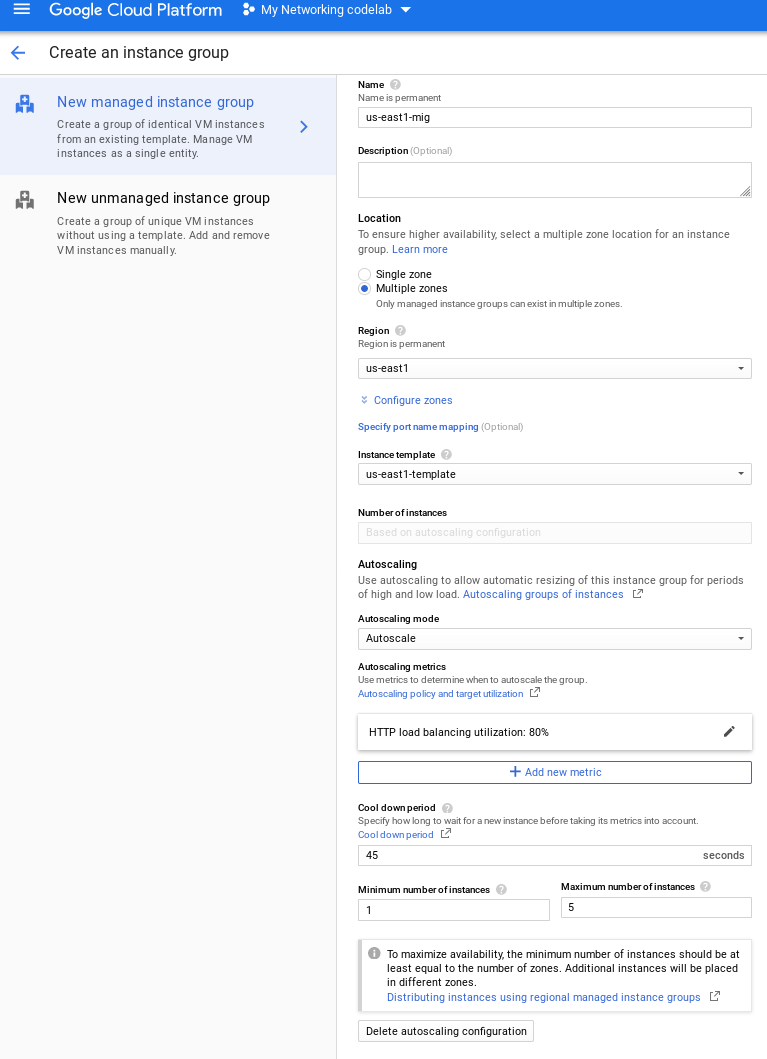 Google Cloud Platform
My Networking codelab
Create an instance group
New managed instance group
Create a group of identical VM instances
from an existing template. Manage VM
instances as a single entity.
New unmanaged instance group
Create a group of unique VM instances
without using a template. Add and remove
VM instances manually.
Name
Name is permanent
us-east1-mig
Description (Optional)
Location
To ensure higher availability, select a multiple zone location for an instance
group. Learn more
Single zone
Multiple zones
Only managed instance groups can exist in multiple zones.
Region
Region is permanent
us-east1
Configure zones
Specify port name mapping (Optional)
Instance template
us-east1-template
Number of instances
Based on autoscaling configuration
Autoscaling
Use autoscaling to allow automatic resizing of this instance group for periods
of high and low load. Autoscaling groups of instances
Autoscaling mode
Autoscale
Autoscaling metrics
Use metrics to determine when to autoscale the group.
Autoscaling policy and target utilization
HTTP load balancing utilization: 80%
Add new metric
Cool down period
Specify how long to wait for a new instance before taking its metrics into account.
Cool down period
45 seconds
Minimum number of instances
1
Maximum number of instances
5
To maximize availability, the minimum number of instances should be at
least equal to the number of zones. Additional instances will be placed
in different zones.
Distributing instances using regional managed instance groups
Delete autoscaling configuration